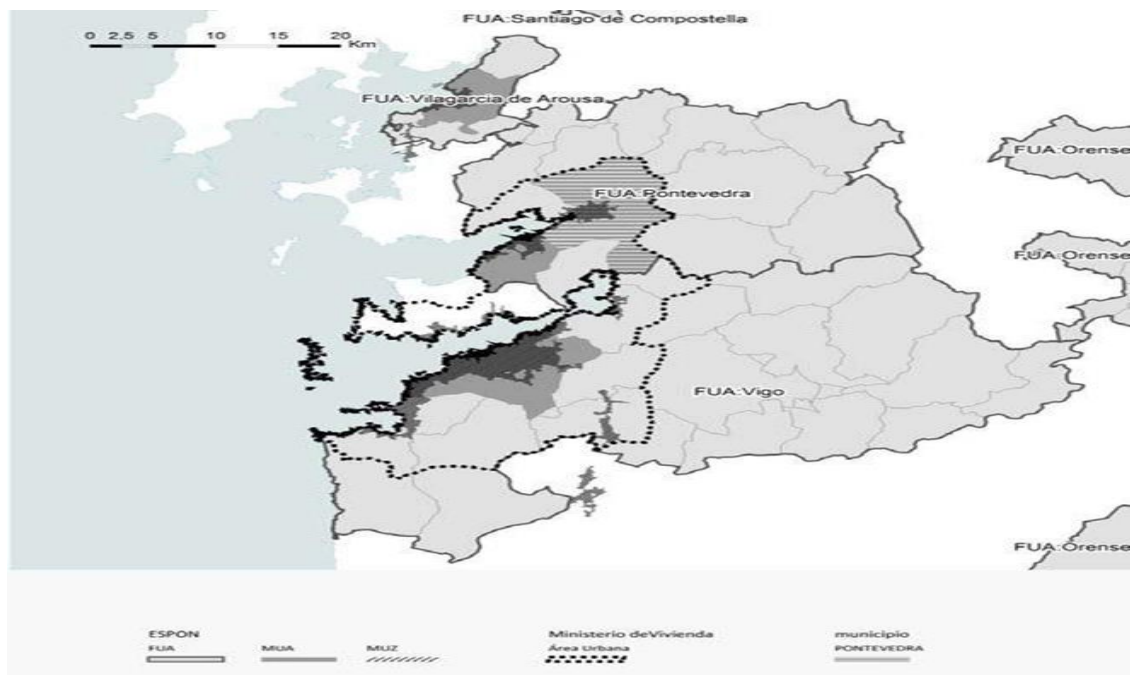 FUA:Santiago de Compostella
0 2,5 5 10 15 20
Km
FUA:Vilagarcia de Arousa
FUA:Orense
FUA:Pontevedra
FUA:Orense
FUA:Vigo
FUA:Orense
ESPON
FUA MUA MUZ
Ministerio deVivienda
Área Urbana
município
PONTEVEDRA